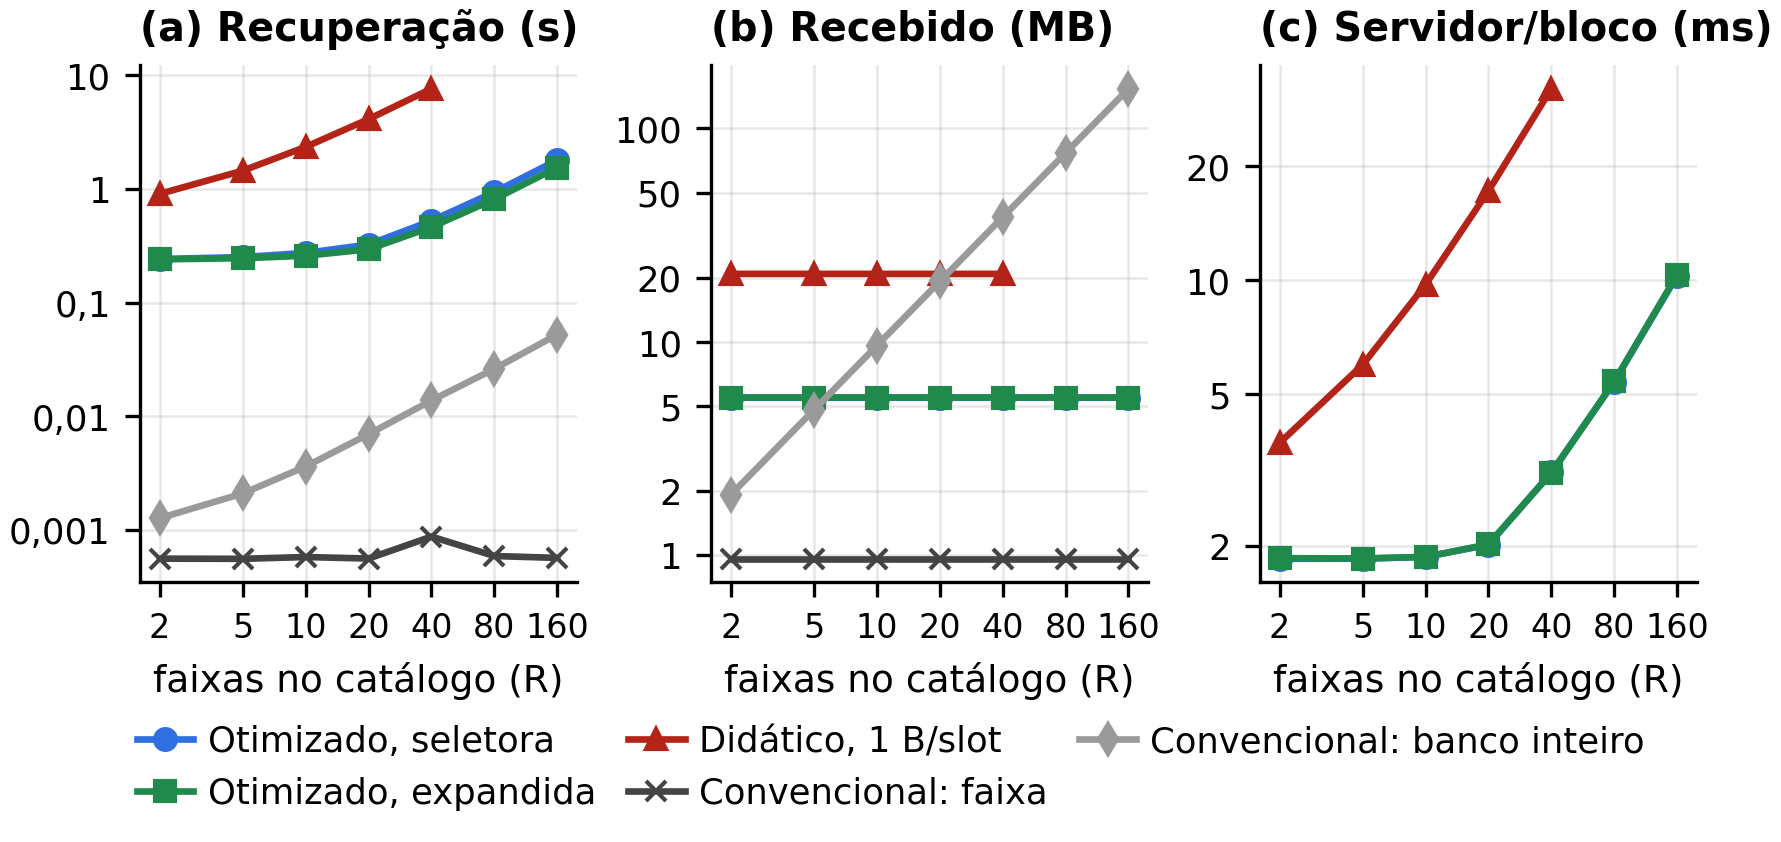 (a) Recuperação (s)
10
1
0,1
0,01
0,001
2 5 10 20 40 80 160
faixas no catálogo (R)
(b) Recebido (MB)
100
50
20
10
5
2
1
2 5 10 20 40 80 160
faixas no catálogo (R)
(c) Servidor/bloco (ms)
20
10
5
2
2 5 10 20 40 80 160
faixas no catálogo (R)
Otimizado, seletora
Otimizado, expandida
Didático, 1 B/slot
Convencional: faixa
Convencional: banco inteiro